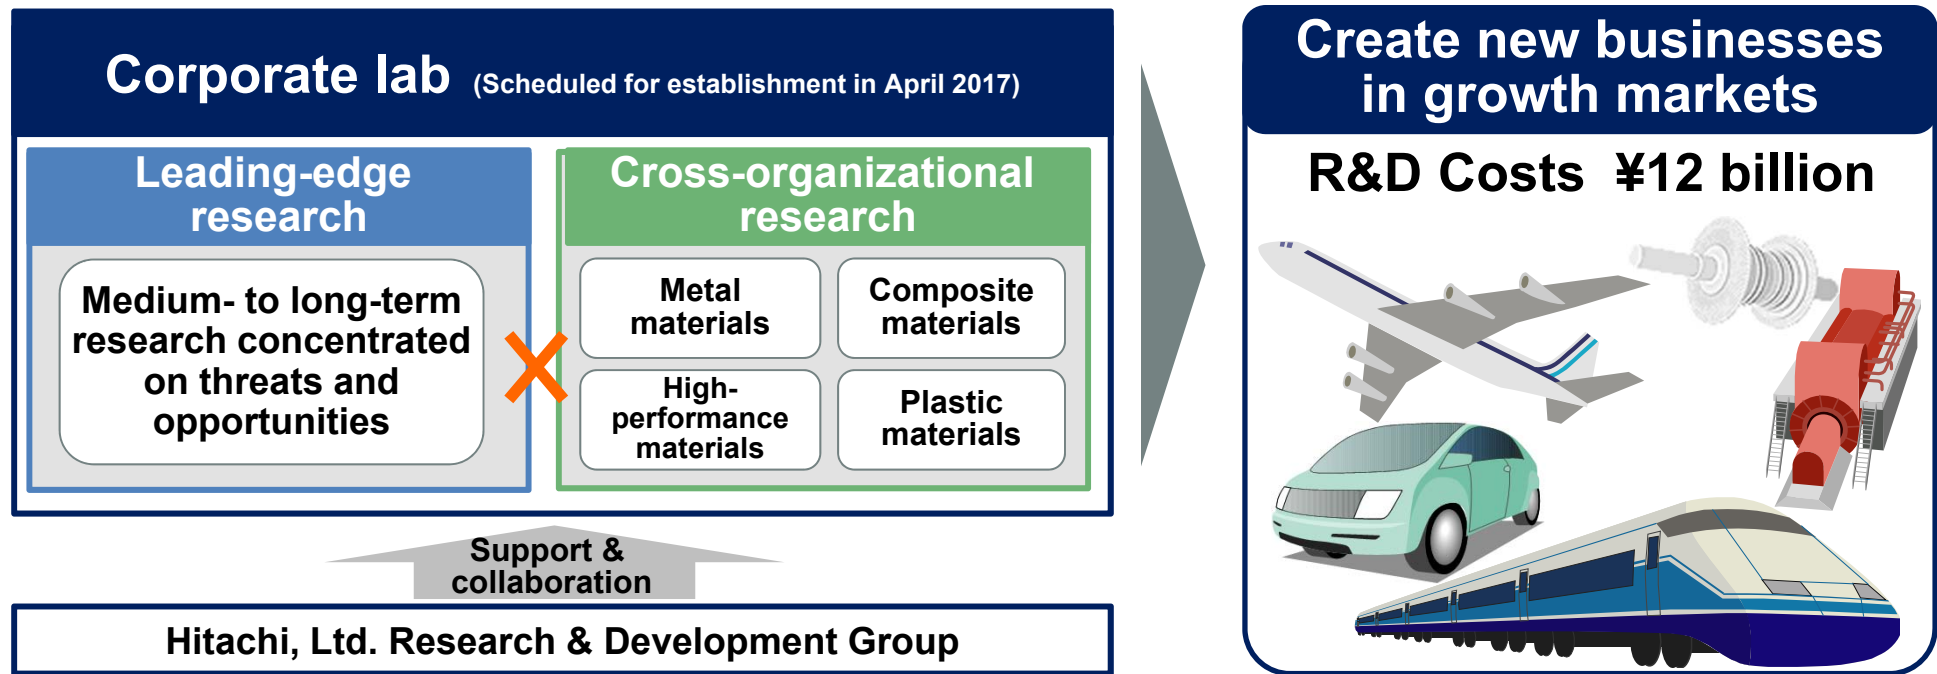 Corporate lab (Scheduled for establishment in April 2017)
Leading-edge
research
Medium- to long-term
research concentrated
on threats and
opportunities
Cross-organizational
research
Metal
materials
Composite
materials
High-
performance
materials
Plastic
materials
Support &
collaboration
Hitachi, Ltd. Research & Development Group
Create new businesses
in growth markets
R&D Costs ¥12 billion